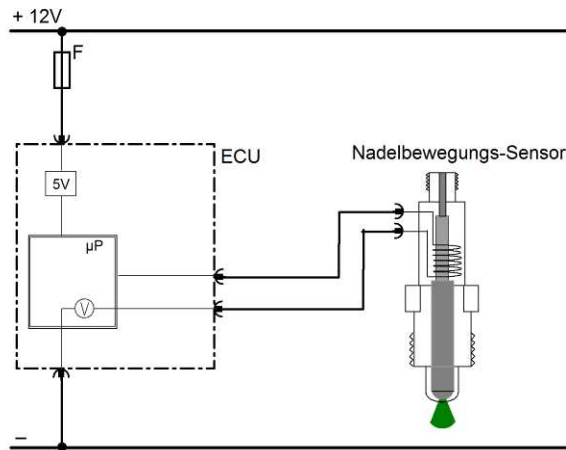 + 12V
F
ECU
Nadelbewegungs-Sensor
5V
µP
V
–